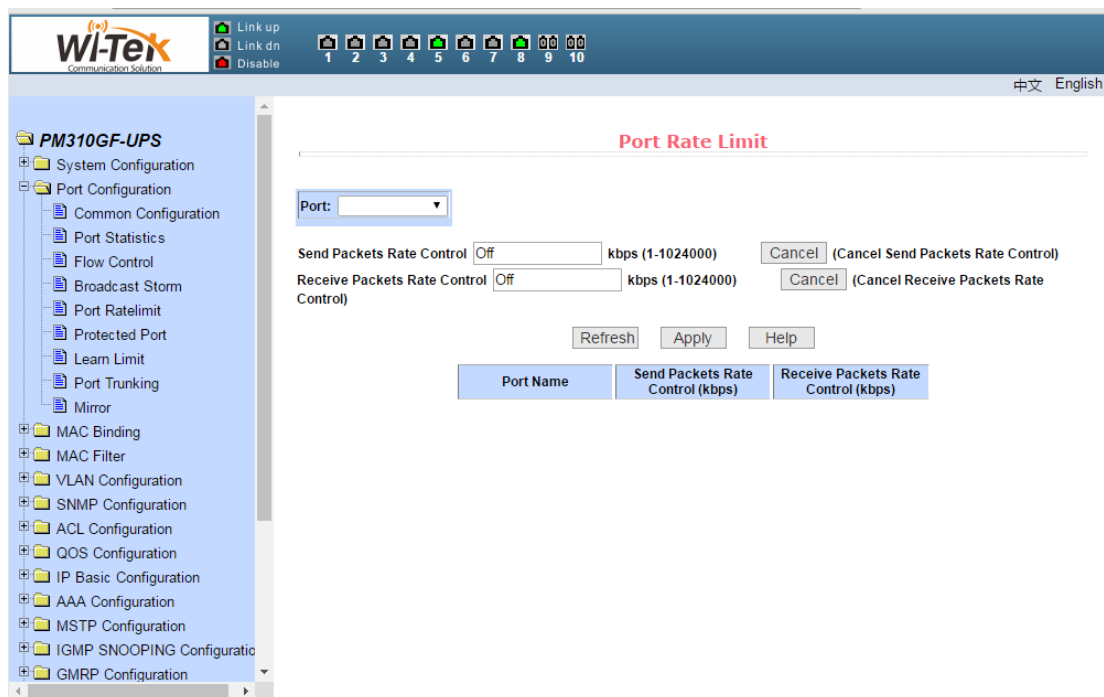 Wi-Tek
Communication Solution
Link up
Link dn
Disable
1 2 3 4 5 6 7 8 9 10
中文 English
PM310GF-UPS
System Configuration
Port Configuration
Common Configuration
Port Statistics
Flow Control
Broadcast Storm
Port Ratelimit
Protected Port
Learn Limit
Port Trunking
Mirror
MAC Binding
MAC Filter
VLAN Configuration
SNMP Configuration
ACL Configuration
QOS Configuration
IP Basic Configuration
AAA Configuration
MSTP Configuration
IGMP SNOOPING Configuratio
GMRP Configuration
Port Rate Limit
Port:
Send Packets Rate Control Off kbps (1-1024000) Cancel (Cancel Send Packets Rate Control)
Receive Packets Rate Control Off kbps (1-1024000) Cancel (Cancel Receive Packets Rate
Control)
Refresh Apply Help
Port Name Send Packets Rate Control (kbps) Receive Packets Rate Control (kbps)